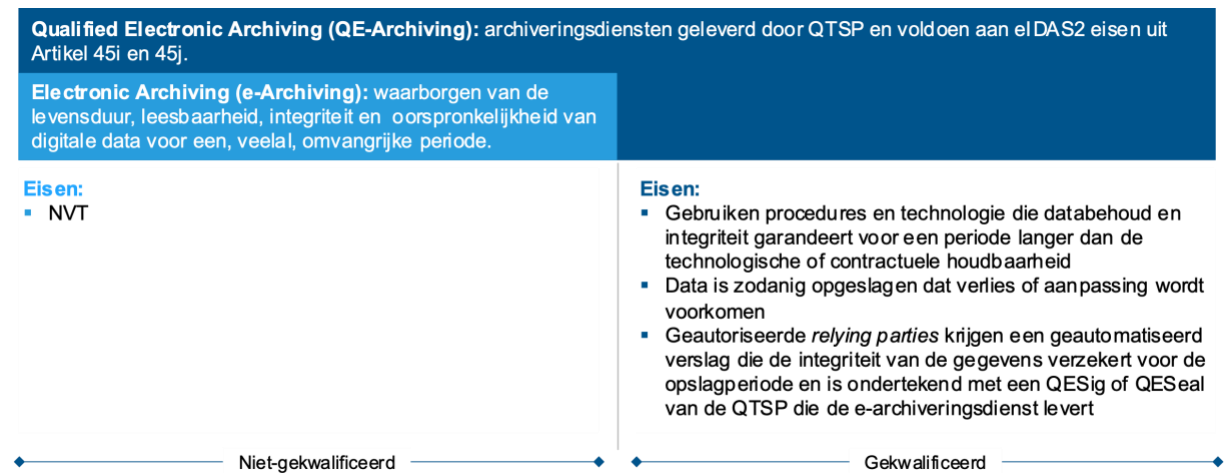 Qualified Electronic Archiving (QE-Archiving): archiveringsdiensten geleverd door QTSP en voldoen aan eIDAS2 eisen uit
Artikel 45i en 45j.
Electronic Archiving (e-Archiving): waarborgen van de
levensduur, leesbaarheid, integriteit en oorspronkelijkheid van
digitale data voor een, veelal, omvangrijke periode.
Eisen:
▪ NVT
Eisen:
▪ Gebruiken procedures en technologie die databehoud en
integriteit garandeert voor een periode langer dan de
technologische of contractuele houdbaarheid
▪ Data is zodanig opgeslagen dat verlies of aanpassing wordt
voorkomen
▪ Geautoriseerde relying parties krijgen een geautomatiseerd
verslag die de integriteit van de gegevens verzekert voor de
opslagperiode en is ondertekend met een QESig of QESeal
van de QTSP die de e-archiveringsdienst levert
Niet-gekwalificeerd
Gekwalificeerd